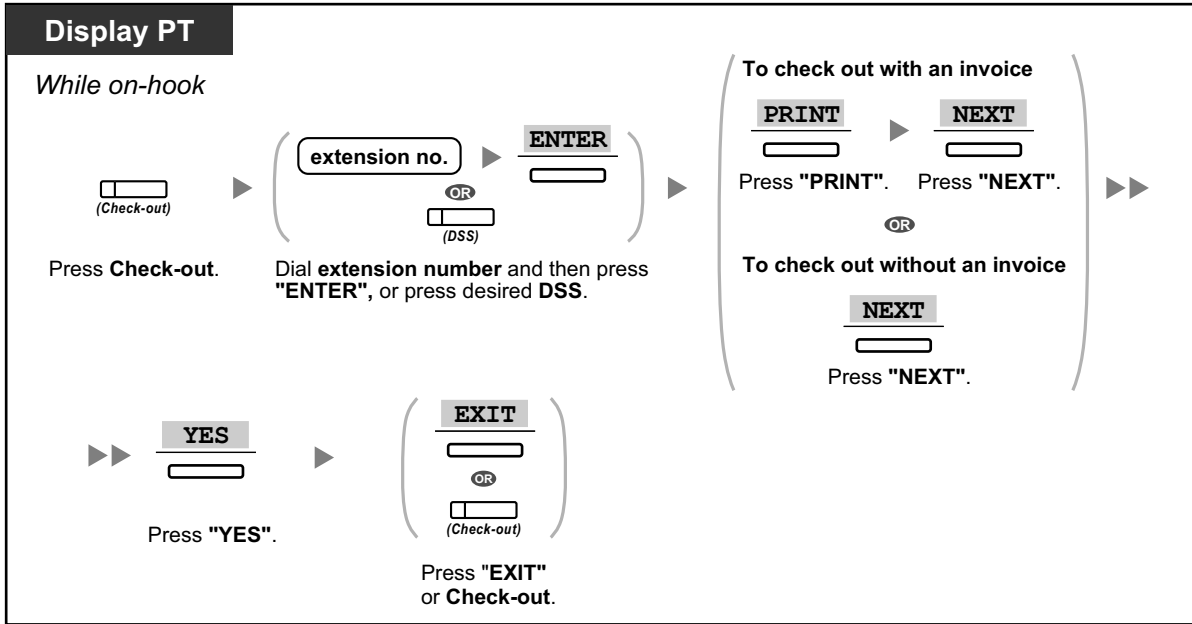 Display PT
While on-hook
(Check-out)
Press Check-out.
extension no.
ENTER
OR
(DSS)
Dial extension number and then press
"ENTER", or press desired DSS.
To check out with an invoice
PRINT
NEXT
Press "PRINT".
Press "NEXT".
OR
To check out without an invoice
NEXT
Press "NEXT".
YES
Press "YES".
EXIT
OR
(Check-out)
Press "EXIT"
or Check-out.